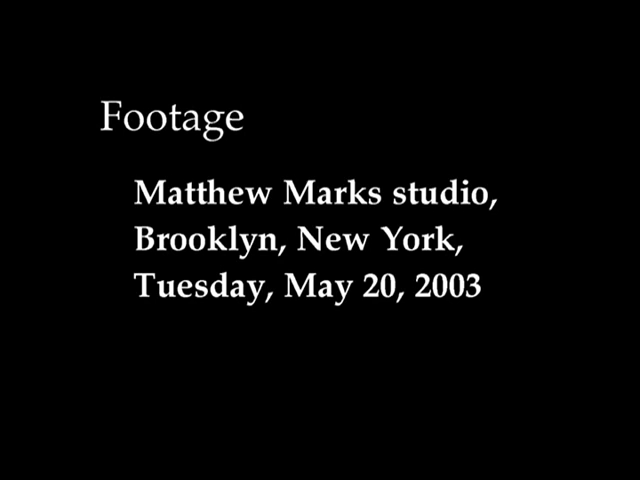 Footage
Matthew Marks studio,
Brooklyn, New York,
Tuesday, May 20, 2003